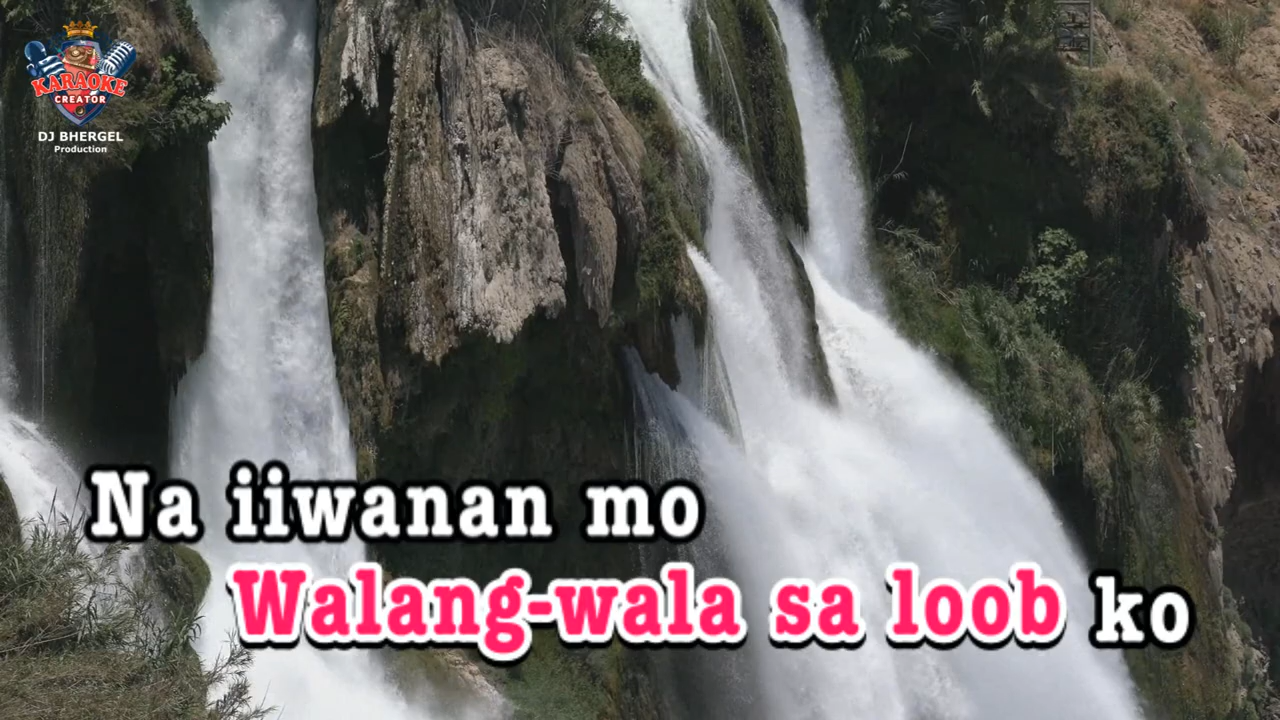 KARAOKE
CREATOR
DJ BHERGEL
Production
Na iiwanan mo
Walang-wala sa loob ko